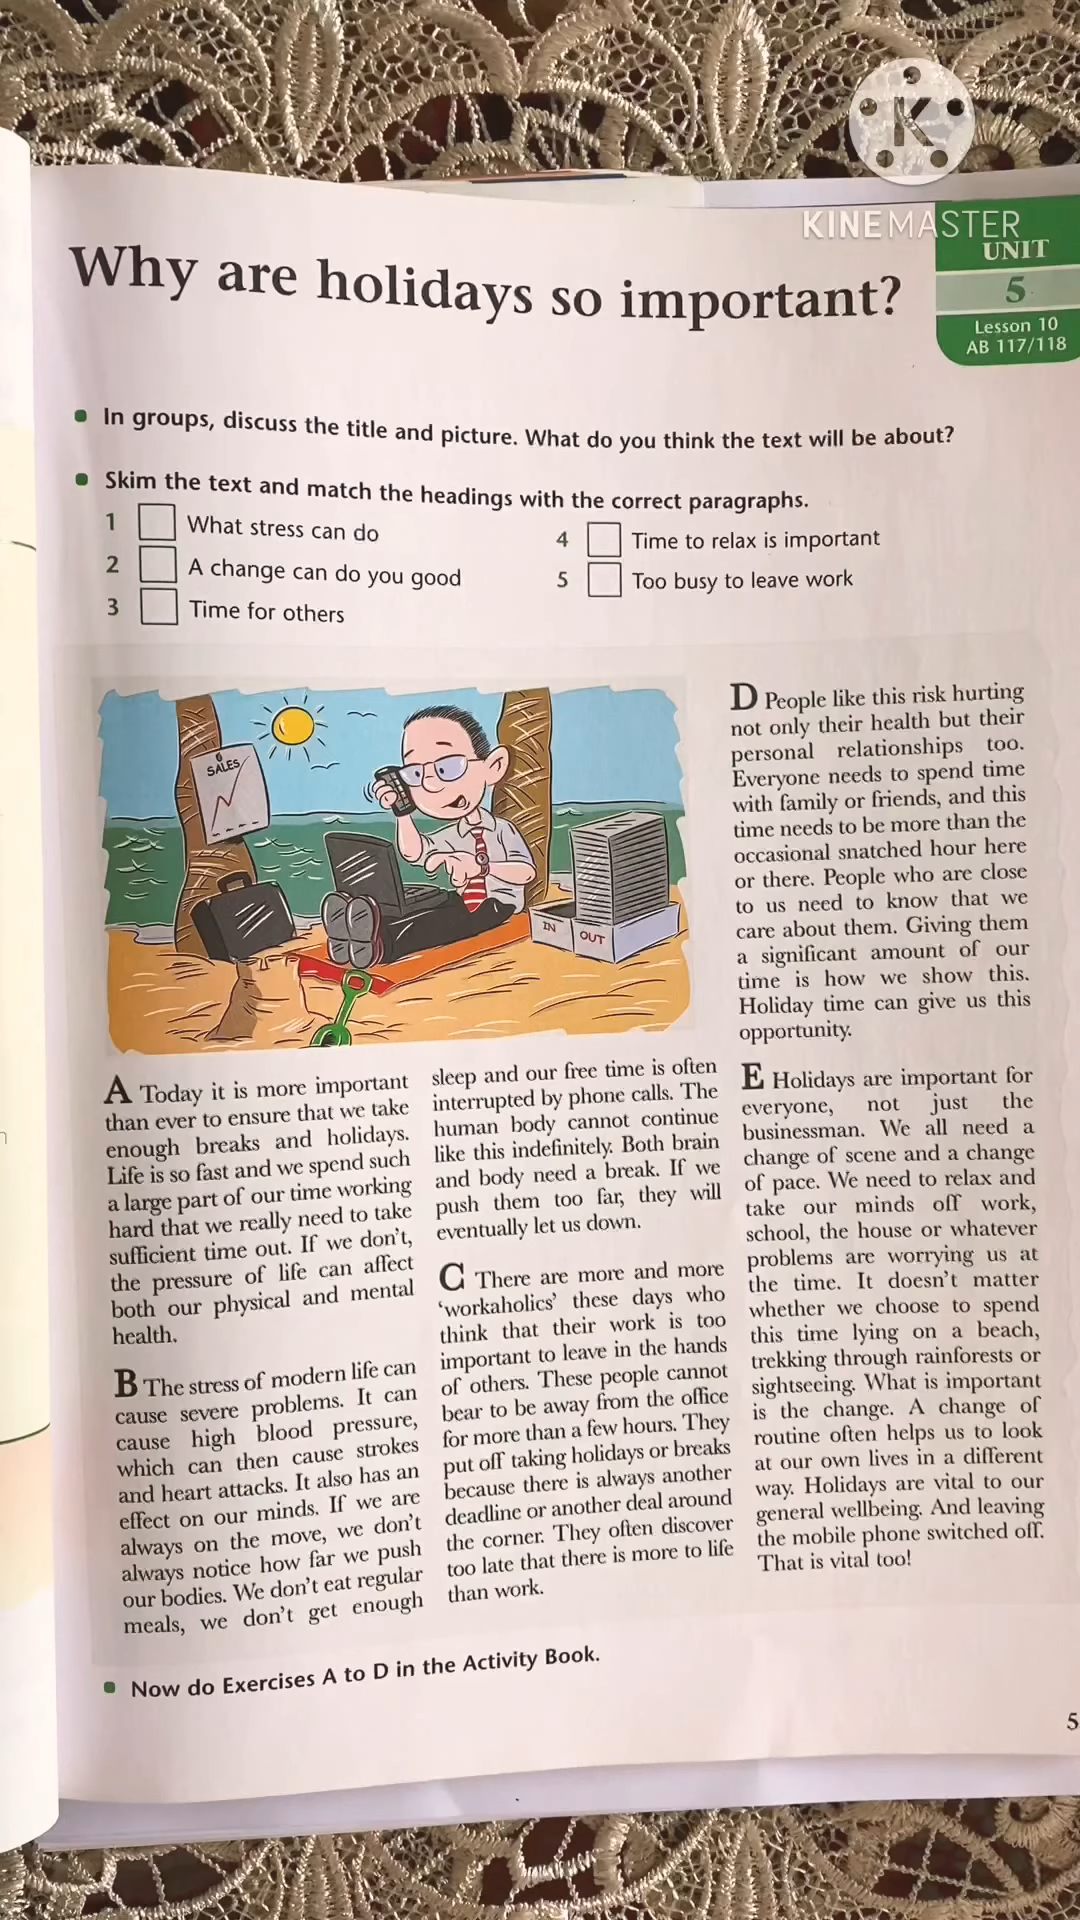 K
KINEMASTER
UNIT
5
Lesson 10
AB 117/118
Why are holidays so important?
In groups, discuss the title and picture. What do you think the text will be about?
Skim the text and match the headings with the correct paragraphs.
1 What stress can do
2 A change can do you good
3 Time for others
4 Time to relax is important
5 Too busy to leave work
SALES
IN
OUT
A Today it is more important
than ever to ensure that we take
enough breaks and holidays.
Life is so fast and we spend such
a large part of our time working
hard that we really need to take
sufficient time out. If we don't,
the pressure of life can affect
both our physical and mental
health.
B The stress of modern life can
cause severe problems. It can
cause high blood pressure,
which can then cause strokes
and heart attacks. It also has an
effect on our minds. If we are
always on the move, we don't
always notice how far we push
our bodies. We don't eat regular
meals, we don't get enough
sleep and our free time is often
interrupted by phone calls. The
human body cannot continue
like this indefinitely. Both brain
and body need a break. If we
push them too far, they will
eventually let us down.
C There are more and more
'workaholics' these days who
think that their work is too
important to leave in the hands
of others. These people cannot
bear to be away from the office
for more than a few hours. They
put off taking holidays or breaks
because there is always another
deadline or another deal around
the corner. They often discover
too late that there is more to life
than work.
D People like this risk hurting
not only their health but their
personal relationships too.
Everyone needs to spend time
with family or friends, and this
time needs to be more than the
occasional snatched hour here
or there. People who are close
to us need to know that we
care about them. Giving them
a significant amount of our
time is how we show this.
Holiday time can give us this
opportunity.
E Holidays are important for
everyone, not just the
businessman. We all need a
change of scene and a change
of pace. We need to relax and
take our minds off work,
school, the house or whatever
problems are worrying us at
the time. It doesn't matter
whether we choose to spend
this time lying on a beach,
trekking through rainforests or
sightseeing. What is important
is the change. A change of
routine often helps us to look
at our own lives in a different
way. Holidays are vital to our
general wellbeing. And leaving
the mobile phone switched off.
That is vital too!
Now do Exercises A to D in the Activity Book.
5